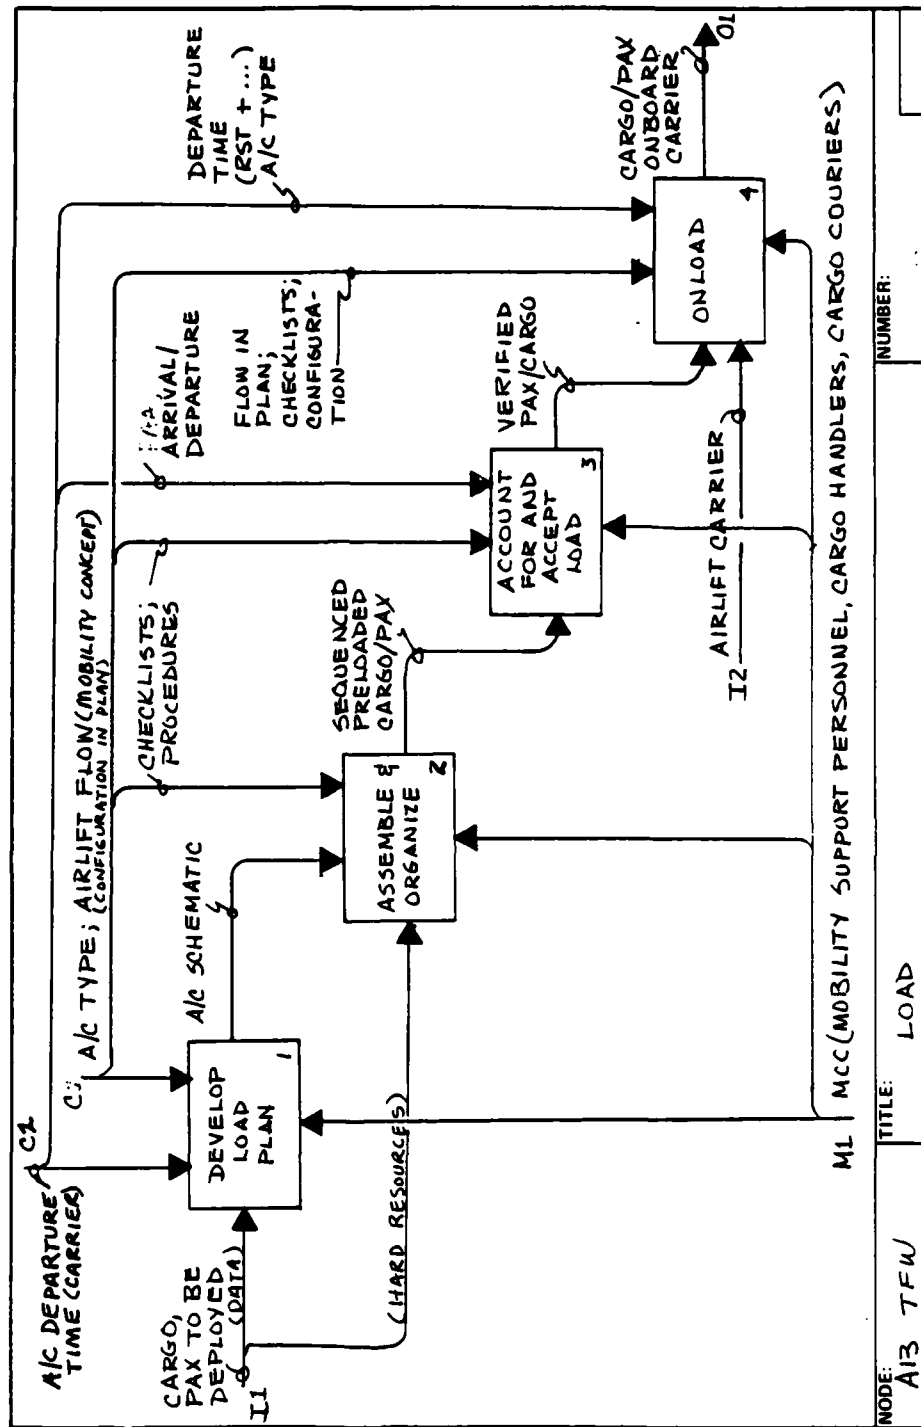 C2
A/C DEPARTURE
TIME (CARRIER)
A/C TYPE; AIRLIFT FLOW (MOBILITY CONCEPT)
(CONFIGURATION IN PLAN)
CARGO,
PAX TO BE
DEPLOYED
(DATA)
I1
(HARD RESOURCES)
DEVELOP
LOAD
PLAN
1
A/C SCHEMATIC
CHECKLISTS;
PROCEDURES
ASSEMBLE &
ORGANIZE
2
SEQUENCED
PRELOADED
CARGO/PAX
ARRIVAL/
DEPARTURE
ACCOUNT
FOR AND
ACCEPT
LOAD
3
FLOW IN
PLAN;
CHECKLISTS;
CONFIGURA-
TION
VERIFIED
PAX/CARGO
DEPARTURE
TIME
(RST + ...)
A/C TYPE
I2
AIRLIFT CARRIER
ONLOAD
4
CARGO/PAX
ONBOARD
CARRIER
O1
M1 MCC (MOBILITY SUPPORT PERSONNEL, CARGO HANDLERS, CARGO COURIERS)
NODE:
A13 TFW
TITLE:
LOAD
NUMBER: